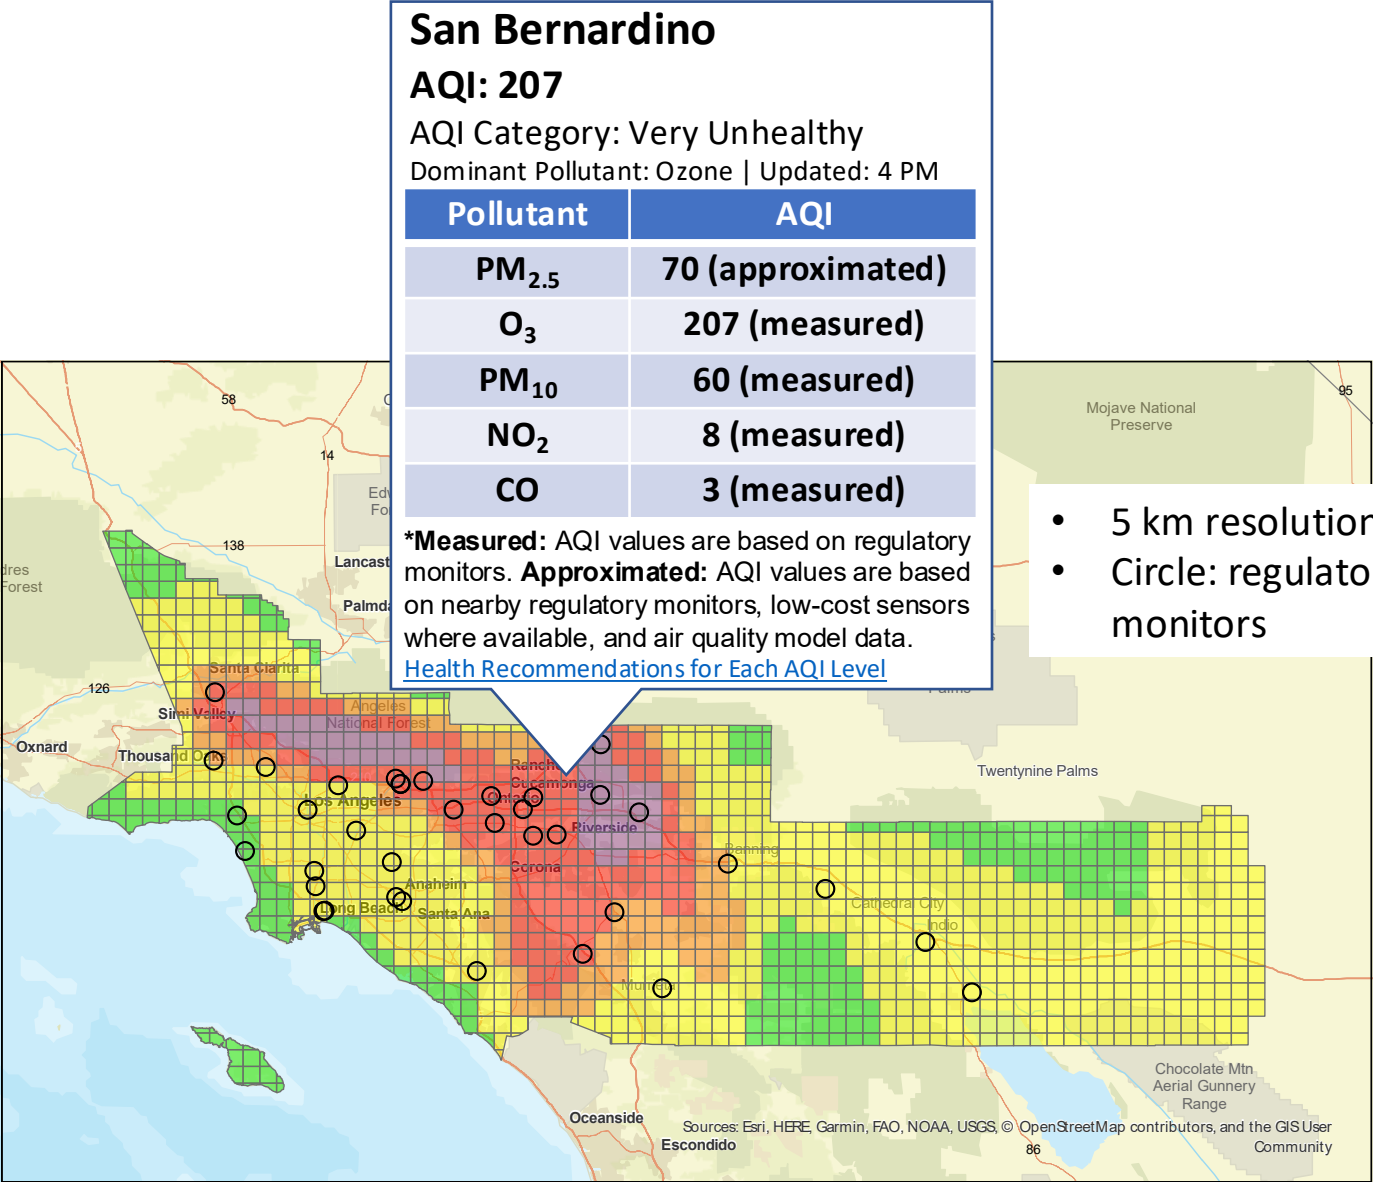 San Bernardino
AQI: 207
AQI Category: Very Unhealthy
Dominant Pollutant: Ozone | Updated: 4 PM
Pollutant AQI
PM2.5 70 (approximated)
O3 207 (measured)
PM10 60 (measured)
NO2 8 (measured)
CO 3 (measured)
*Measured: AQI values are based on regulatory
monitors. Approximated: AQI values are based
on nearby regulatory monitors, low-cost sensors
where available, and air quality model data.
Health Recommendations for Each AQI Level
• 5 km resolution
• Circle: regulato
monitors
58
95
Mojave National
Preserve
14
138
Lancast
Palmda
Forest
126
Santa Clarita
Simi Valley
Angeles
National Forest
Oxnard
Thousand Oaks
Twentynine Palms
Rancho
Cucamonga
Ontario
Los Angeles
Riverside
Banning
Corona
Anaheim
Cathedral City
Long Beach
Santa Ana
Indio
Murrieta
Chocolate Mtn
Aerial Gunnery
Range
Oceanside
Escondido
86
Sources: Esri, HERE, Garmin, FAO, NOAA, USGS, © OpenStreetMap contributors, and the GIS User
Community